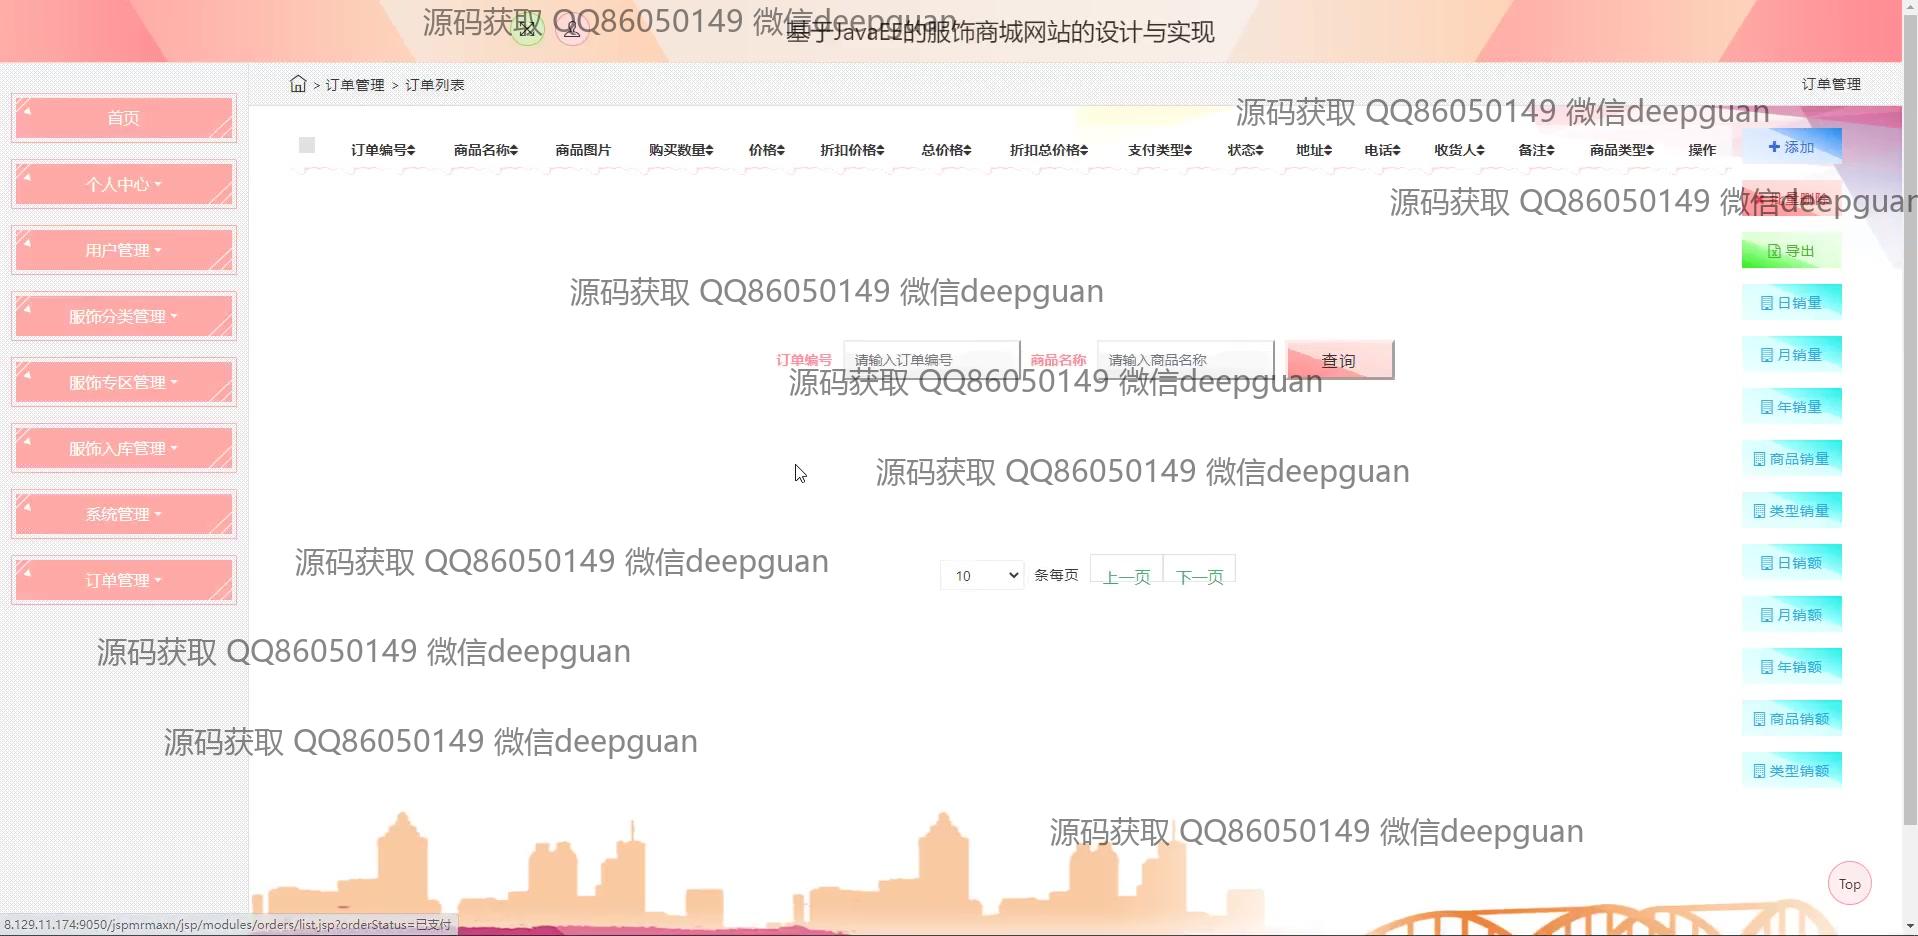 源码获取 QQ86050149 微信deepguan
基于JavaEE的服饰商城网站的设计与实现
> 订单管理 > 订单列表
订单管理
首页
个人中心
用户管理
服饰分类管理
服饰专区管理
服饰入库管理
系统管理
订单管理
源码获取 QQ86050149 微信deepguan
订单编号 商品名称 商品图片 购买数量 价格 折扣价格 总价格 折扣总价格 支付类型 状态 地址 电话 收货人 备注 商品类型 操作
添加
源码获取 QQ86050149 微信deepguan
批量删除
导出
日销量
月销量
年销量
商品销量
类型销量
日销额
月销额
年销额
商品销额
类型销额
源码获取 QQ86050149 微信deepguan
订单编号 请输入订单编号 商品名称 请输入商品名称 查询
源码获取 QQ86050149 微信deepguan
源码获取 QQ86050149 微信deepguan
源码获取 QQ86050149 微信deepguan
10 条每页 上一页 下一页
源码获取 QQ86050149 微信deepguan
源码获取 QQ86050149 微信deepguan
源码获取 QQ86050149 微信deepguan
Top
8.129.11.174:9050/jspmrmaxn/jsp/modules/orders/list.jsp?orderStatus=已支付